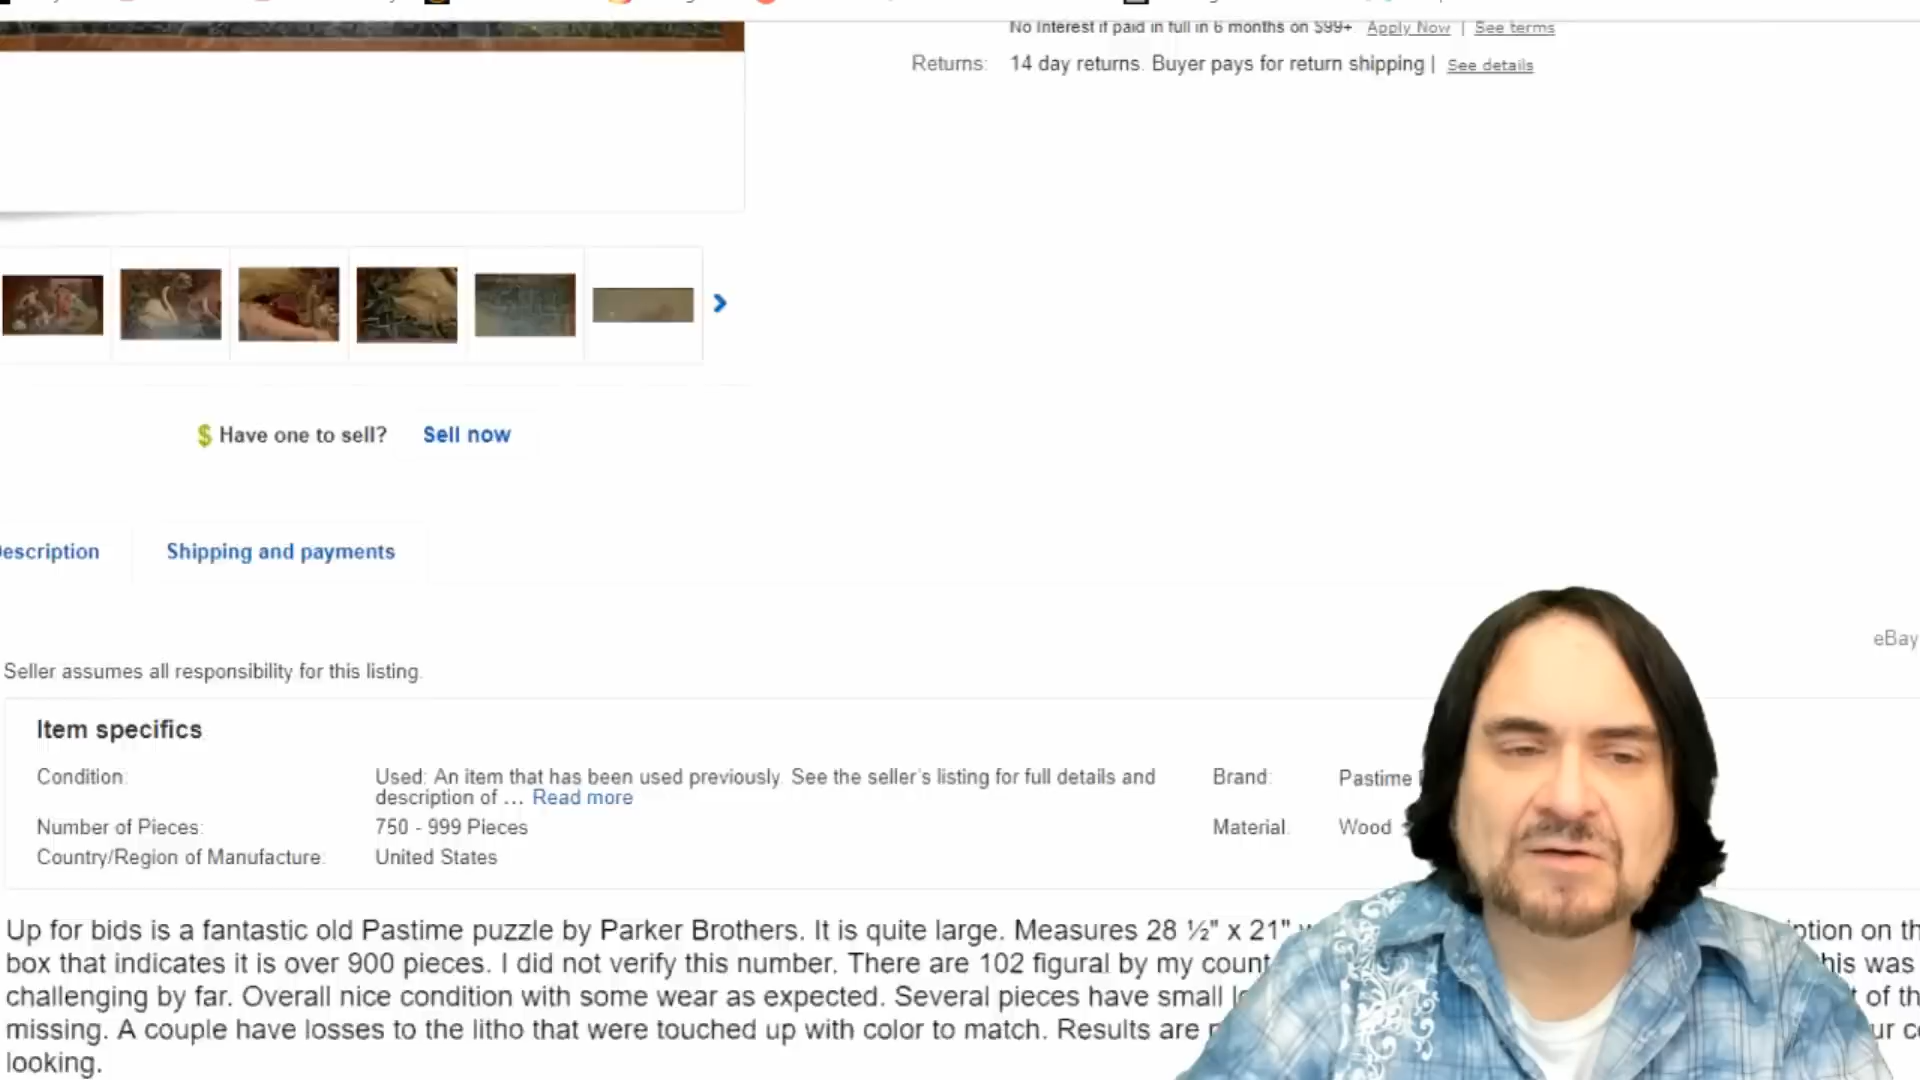 No Interest if paid in full in 6 months on $99+ Apply Now | See terms
Returns: 14 day returns. Buyer pays for return shipping | See details
$ Have one to sell? Sell now
escription Shipping and payments
eBay
Seller assumes all responsibility for this listing.
Item specifics
Condition: Used: An item that has been used previously. See the seller's listing for full details and
description of ... Read more
Brand: Pastime
Number of Pieces: 750 - 999 Pieces
Material: Wood
Country/Region of Manufacture: United States
Up for bids is a fantastic old Pastime puzzle by Parker Brothers. It is quite large. Measures 28 ½" x 21" ption on th
box that indicates it is over 900 pieces. I did not verify this number. There are 102 figural by my count his was
challenging by far. Overall nice condition with some wear as expected. Several pieces have small t of th
missing. A couple have losses to the litho that were touched up with color to match. Results are ur co
looking.